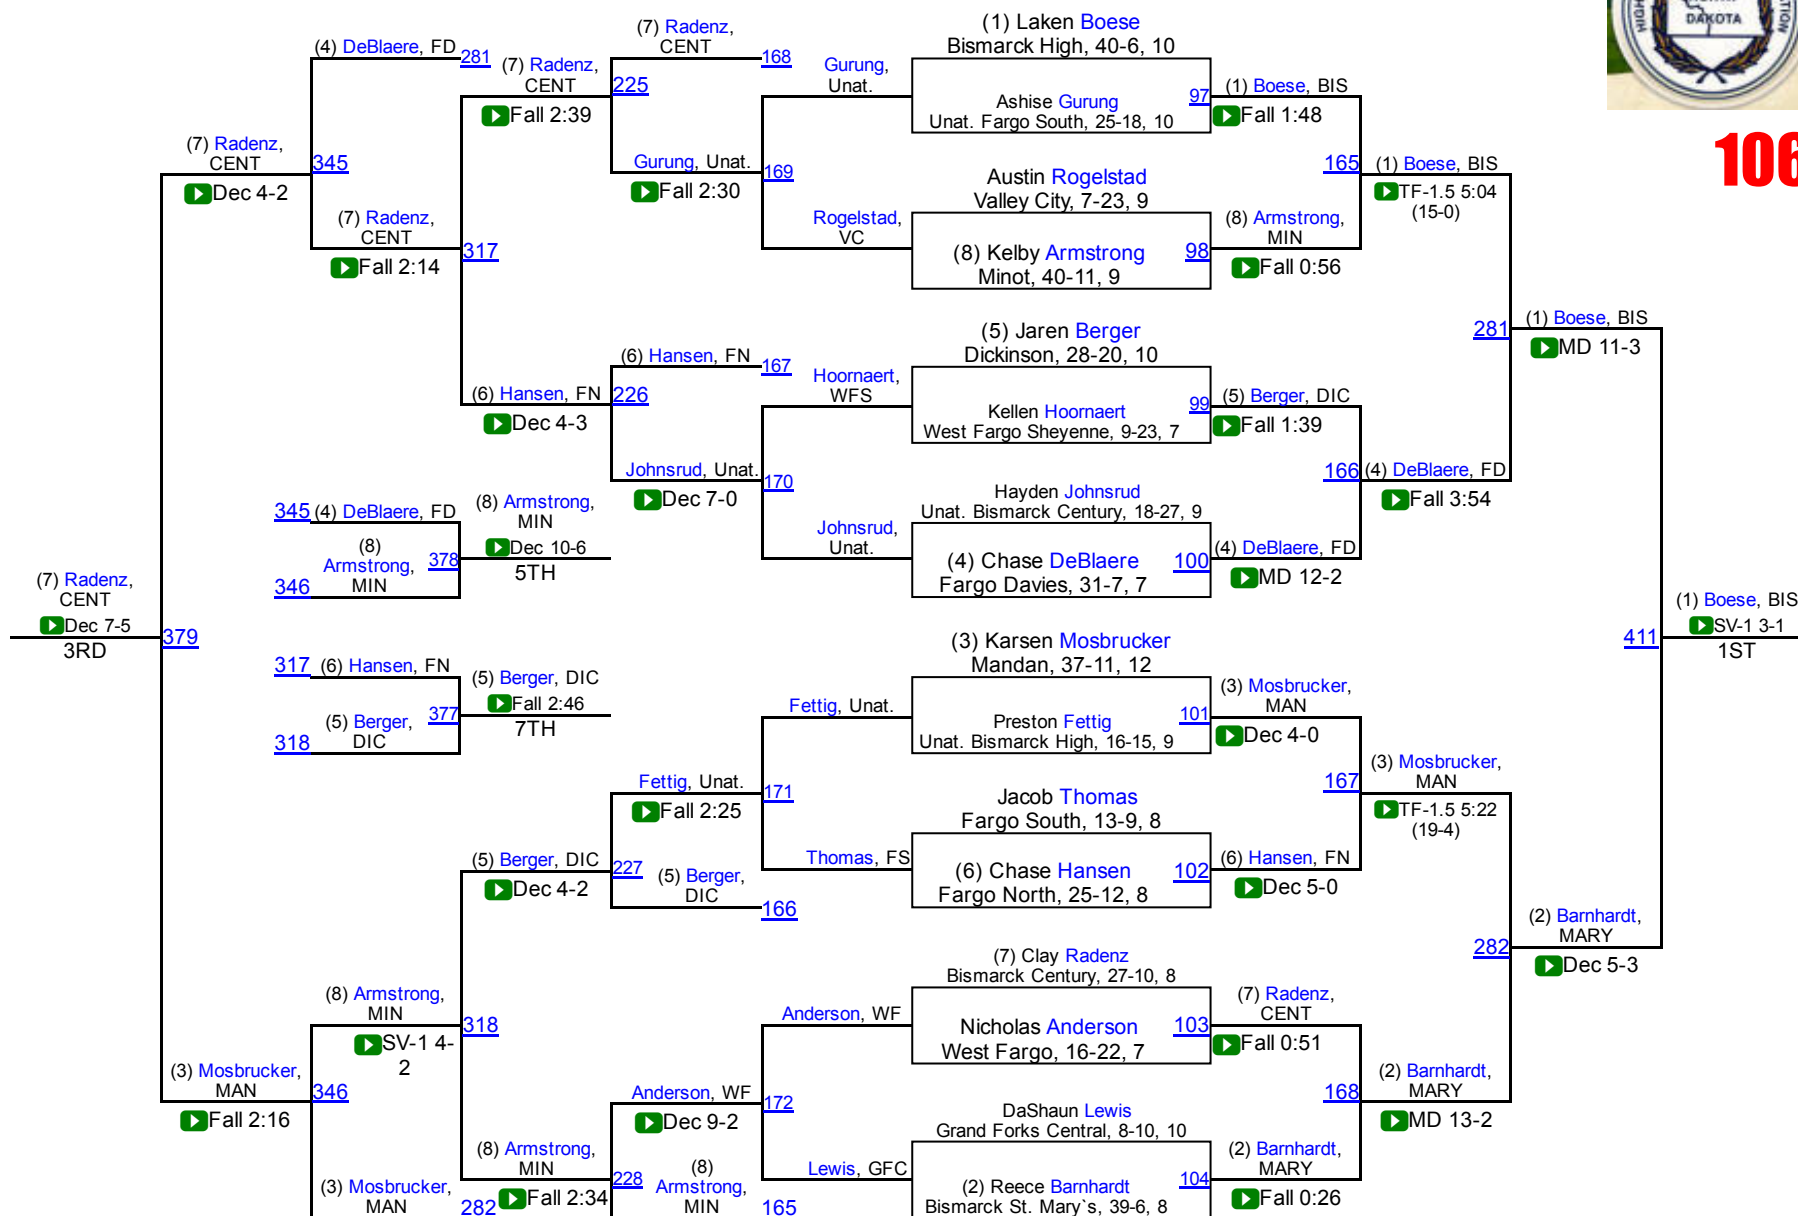 (1) Laken Boese
Bismarck High, 40-6, 10
Ashise Gurung
Unat. Fargo South, 25-18, 10
97
Austin Rogelstad
Valley City, 7-23, 9
(8) Kelby Armstrong
Minot, 40-11, 9
98
(5) Jaren Berger
Dickinson, 28-20, 10
Kellen Hoornaert
West Fargo Sheyenne, 9-23, 7
99
Hayden Johnsrud
Unat. Bismarck Century, 18-27, 9
(4) Chase DeBlaere
Fargo Davies, 31-7, 7
100
(3) Karsen Mosbrucker
Mandan, 37-11, 12
Preston Fettig
Unat. Bismarck High, 16-15, 9
101
Jacob Thomas
Fargo South, 13-9, 8
(6) Chase Hansen
Fargo North, 25-12, 8
102
(7) Clay Radenz
Bismarck Century, 27-10, 8
Nicholas Anderson
West Fargo, 16-22, 7
103
DaShaun Lewis
Grand Forks Central, 8-10, 10
(2) Reece Barnhardt
Bismarck St. Mary`s, 39-6, 8
104
(1) Boese, BIS
Fall 1:48
165
(8) Armstrong,
MIN
Fall 0:56
(5) Berger, DIC
Fall 1:39
166
(4) DeBlaere, FD
MD 12-2
(3) Mosbrucker,
MAN
Dec 4-0
167
(6) Hansen, FN
Dec 5-0
(7) Radenz,
CENT
Fall 0:51
168
(2) Barnhardt,
MARY
Fall 0:26
(1) Boese, BIS
TF-1.5 5:04
(15-0)
281
(4) DeBlaere, FD
Fall 3:54
(3) Mosbrucker,
MAN
TF-1.5 5:22
(19-4)
282
(2) Barnhardt,
MARY
MD 13-2
(1) Boese, BIS
MD 11-3
411
(2) Barnhardt,
MARY
Dec 5-3
(1) Boese, BIS
SV-1 3-1
1ST
DAKOTA
106
Gurung,
Unat.
169
Rogelstad,
VC
Hoornaert,
WFS
170
Johnsrud,
Unat.
Fettig, Unat.
171
Thomas, FS
Anderson, WF
172
Lewis, GFC
(7) Radenz,
CENT
168
225
Gurung, Unat.
Fall 2:30
(6) Hansen, FN
167
226
Johnsrud, Unat.
Dec 7-0
Fettig, Unat.
Fall 2:25
227
(5) Berger,
DIC
166
Anderson, WF
Dec 9-2
228
(8)
Armstrong,
MIN
165
(7) Radenz,
CENT
Fall 2:39
317
(6) Hansen, FN
Dec 4-3
(5) Berger, DIC
Dec 4-2
318
(8) Armstrong,
MIN
Fall 2:34
(4) DeBlaere, FD
281
345
(7) Radenz,
CENT
Fall 2:14
(8) Armstrong,
MIN
SV-1 4-
2
346
(3) Mosbrucker,
MAN
282
(7) Radenz,
CENT
Dec 4-2
379
(3) Mosbrucker,
MAN
Fall 2:16
(7) Radenz,
CENT
Dec 7-5
3RD
345
(4) DeBlaere, FD
(8)
Armstrong,
MIN
346
378
(8) Armstrong,
MIN
Dec 10-6
5TH
317
(6) Hansen, FN
(5) Berger,
DIC
318
377
(5) Berger, DIC
Fall 2:46
7TH